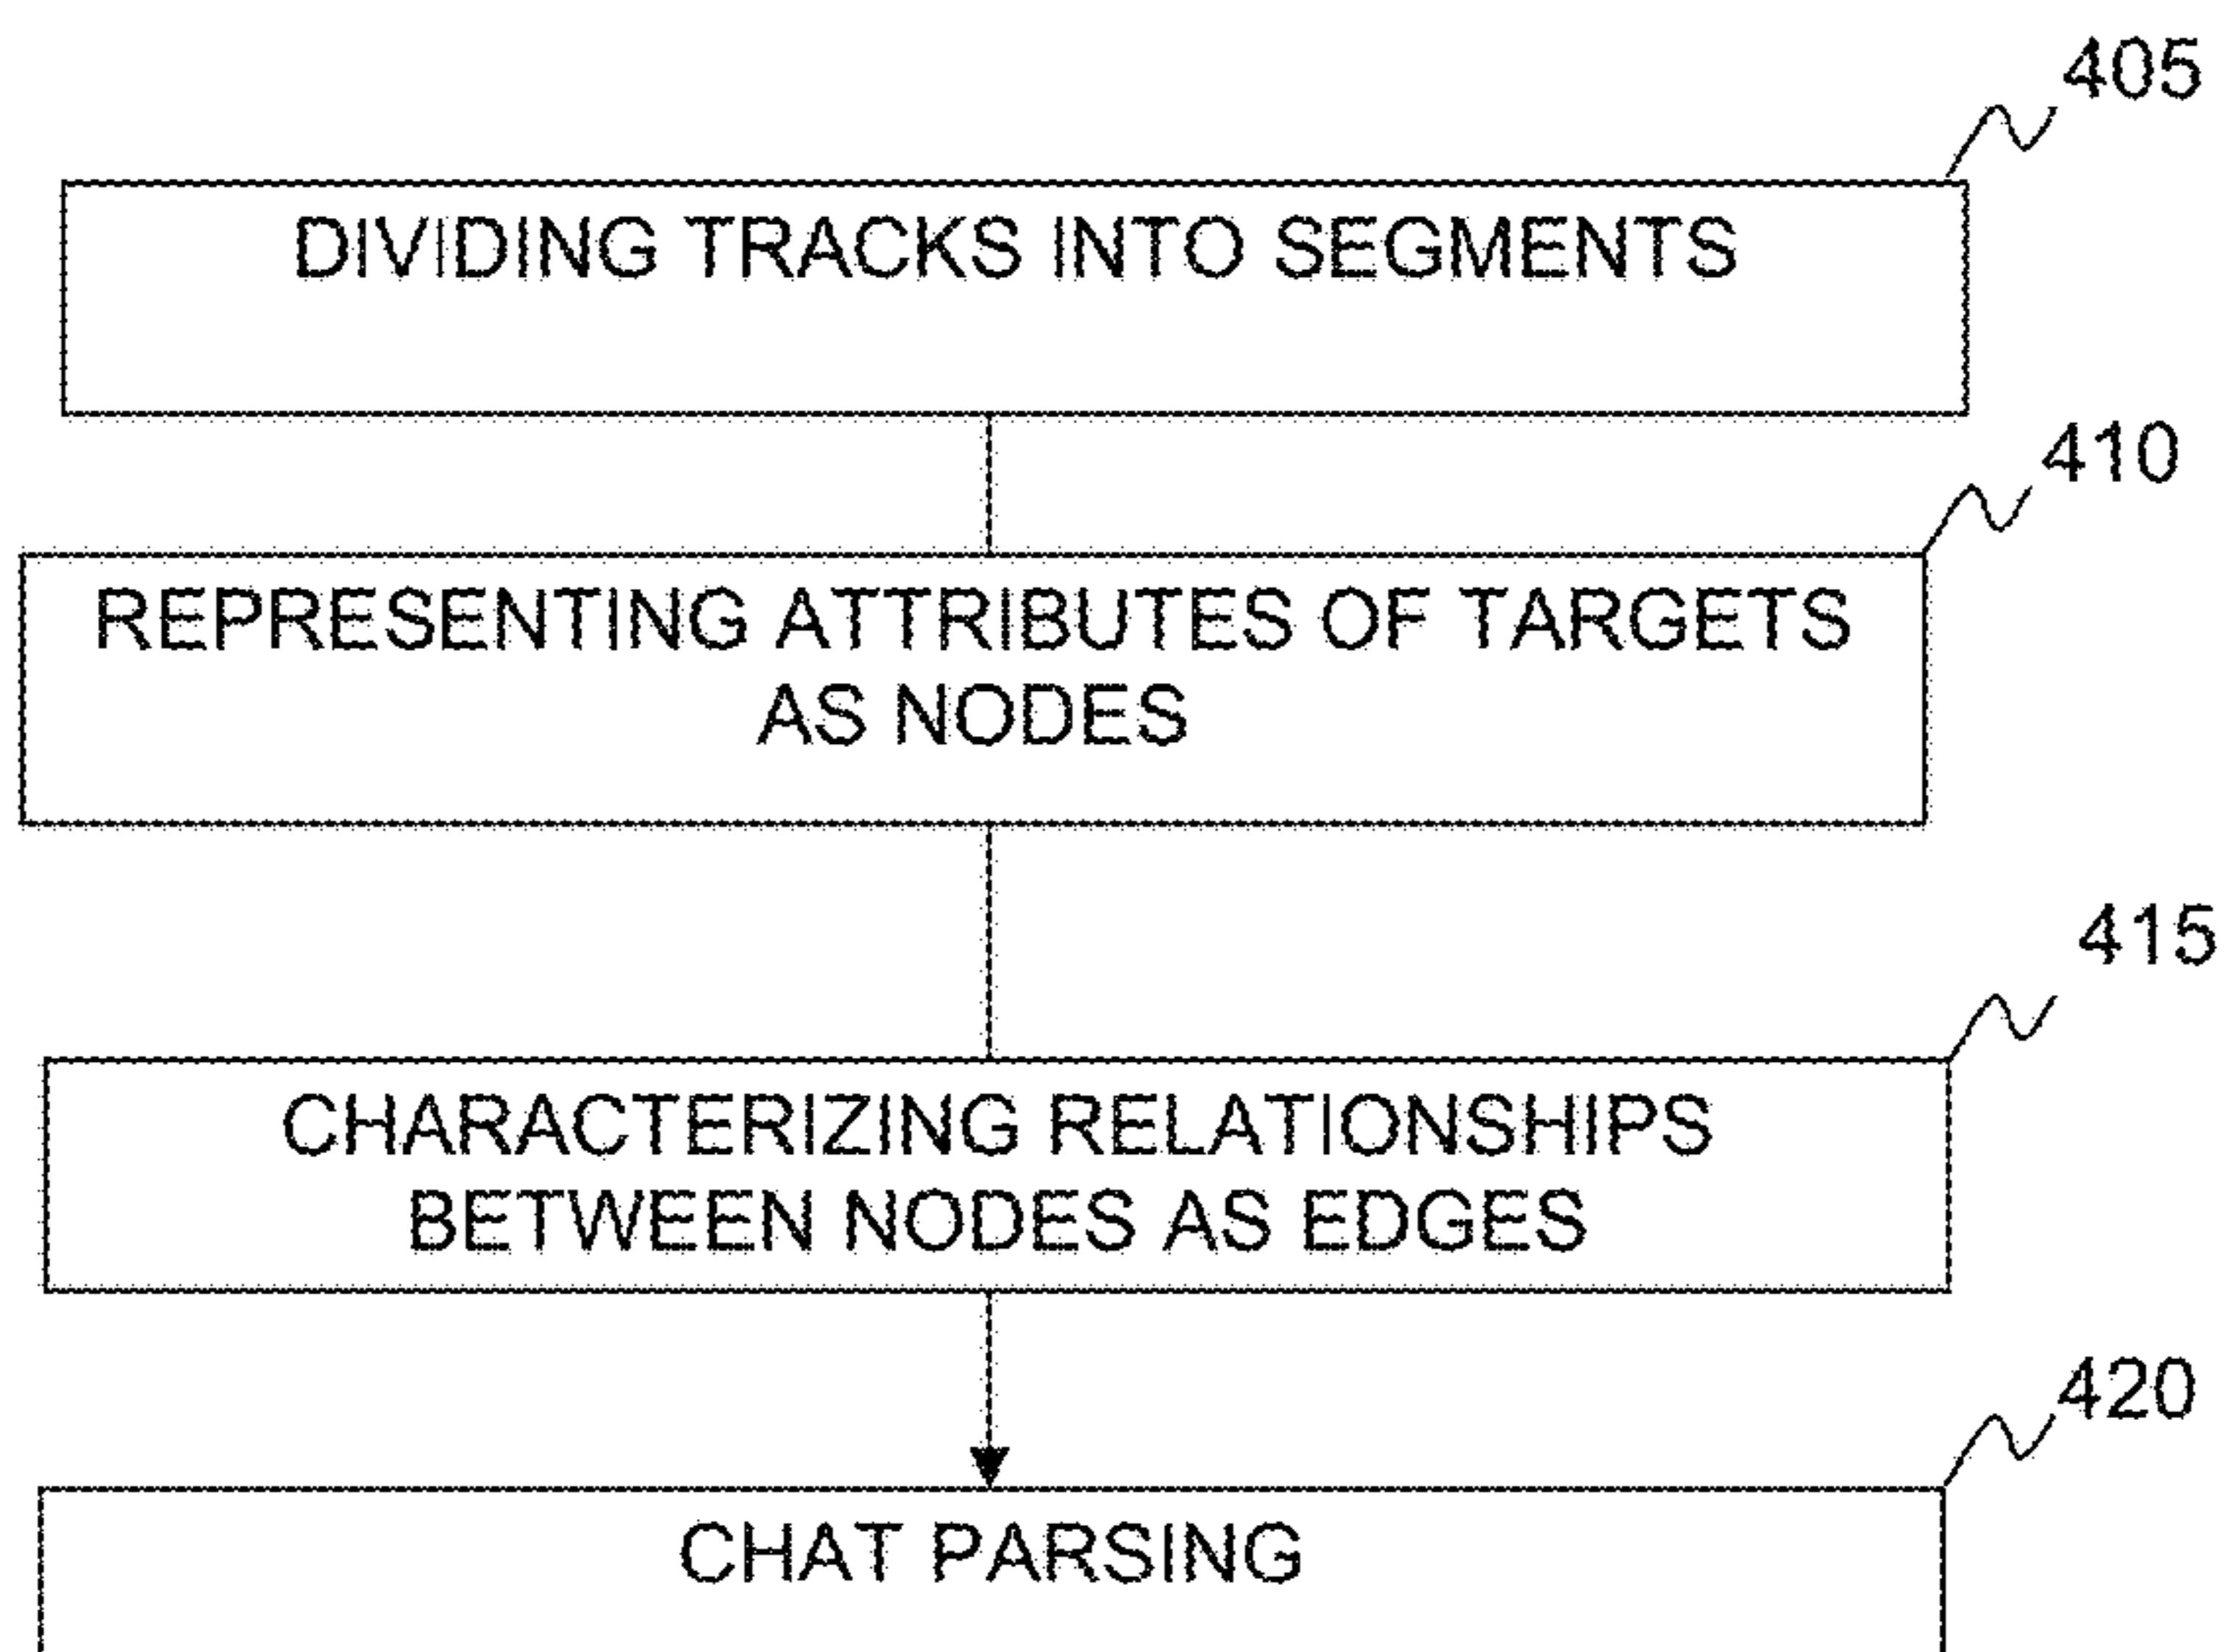 405
DIVIDING TRACKS INTO SEGMENTS
410
REPRESENTING ATTRIBUTES OF TARGETS
AS NODES
415
CHARACTERIZING RELATIONSHIPS
BETWEEN NODES AS EDGES
420
CHAT PARSING